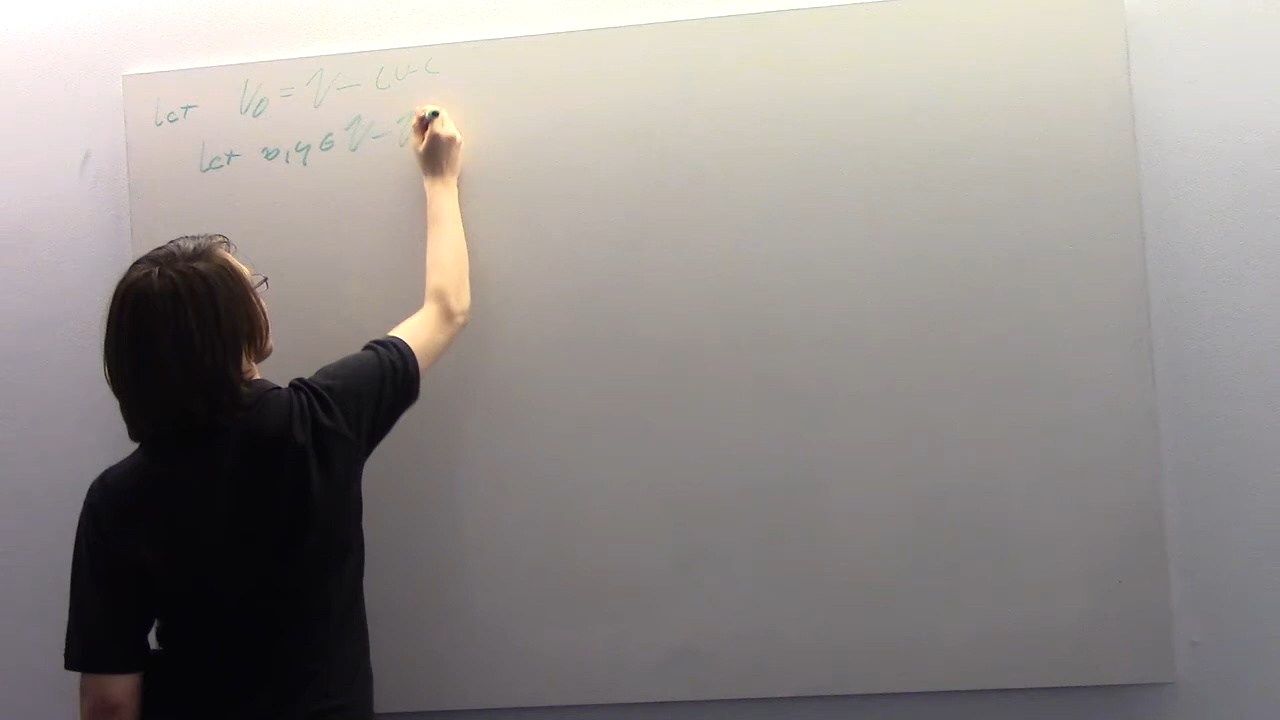 let V₀ = V –
let x,y ∈ V –